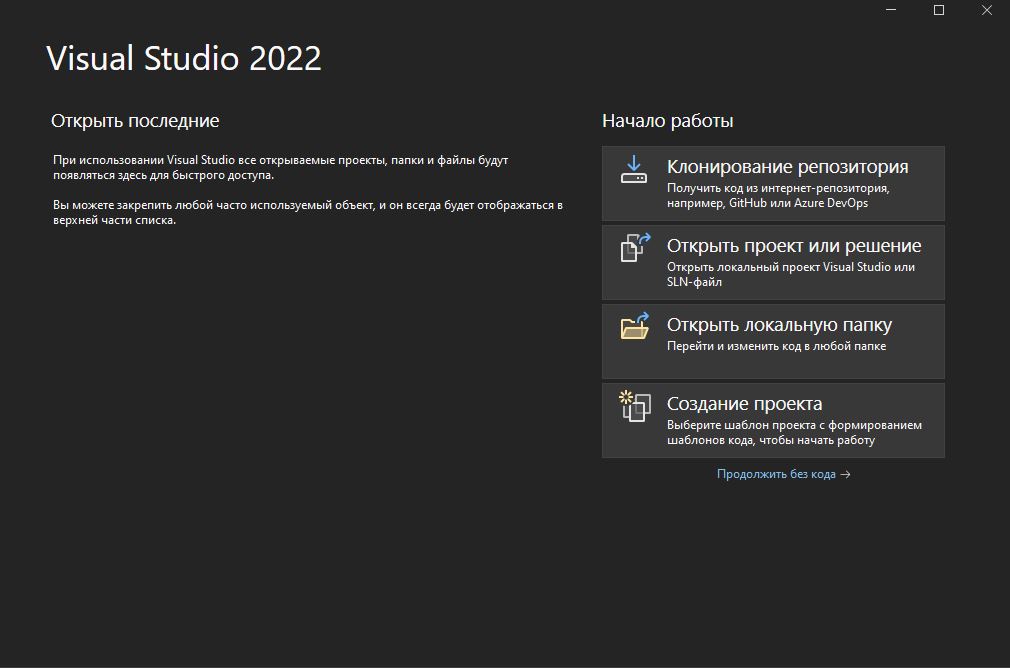 Visual Studio 2022
Открыть последние
При использовании Visual Studio все открываемые проекты, папки и файлы будут
появляться здесь для быстрого доступа.
Вы можете закрепить любой часто используемый объект, и он всегда будет отображаться в
верхней части списка.
Начало работы
Клонирование репозитория
Получить код из интернет-репозитория,
например, GitHub или Azure DevOps
Открыть проект или решение
Открыть локальный проект Visual Studio или
SLN-файл
Открыть локальную папку
Перейти и изменить код в любой папке
Создание проекта
Выберите шаблон проекта с формированием
шаблонов кода, чтобы начать работу
Продолжить без кода →